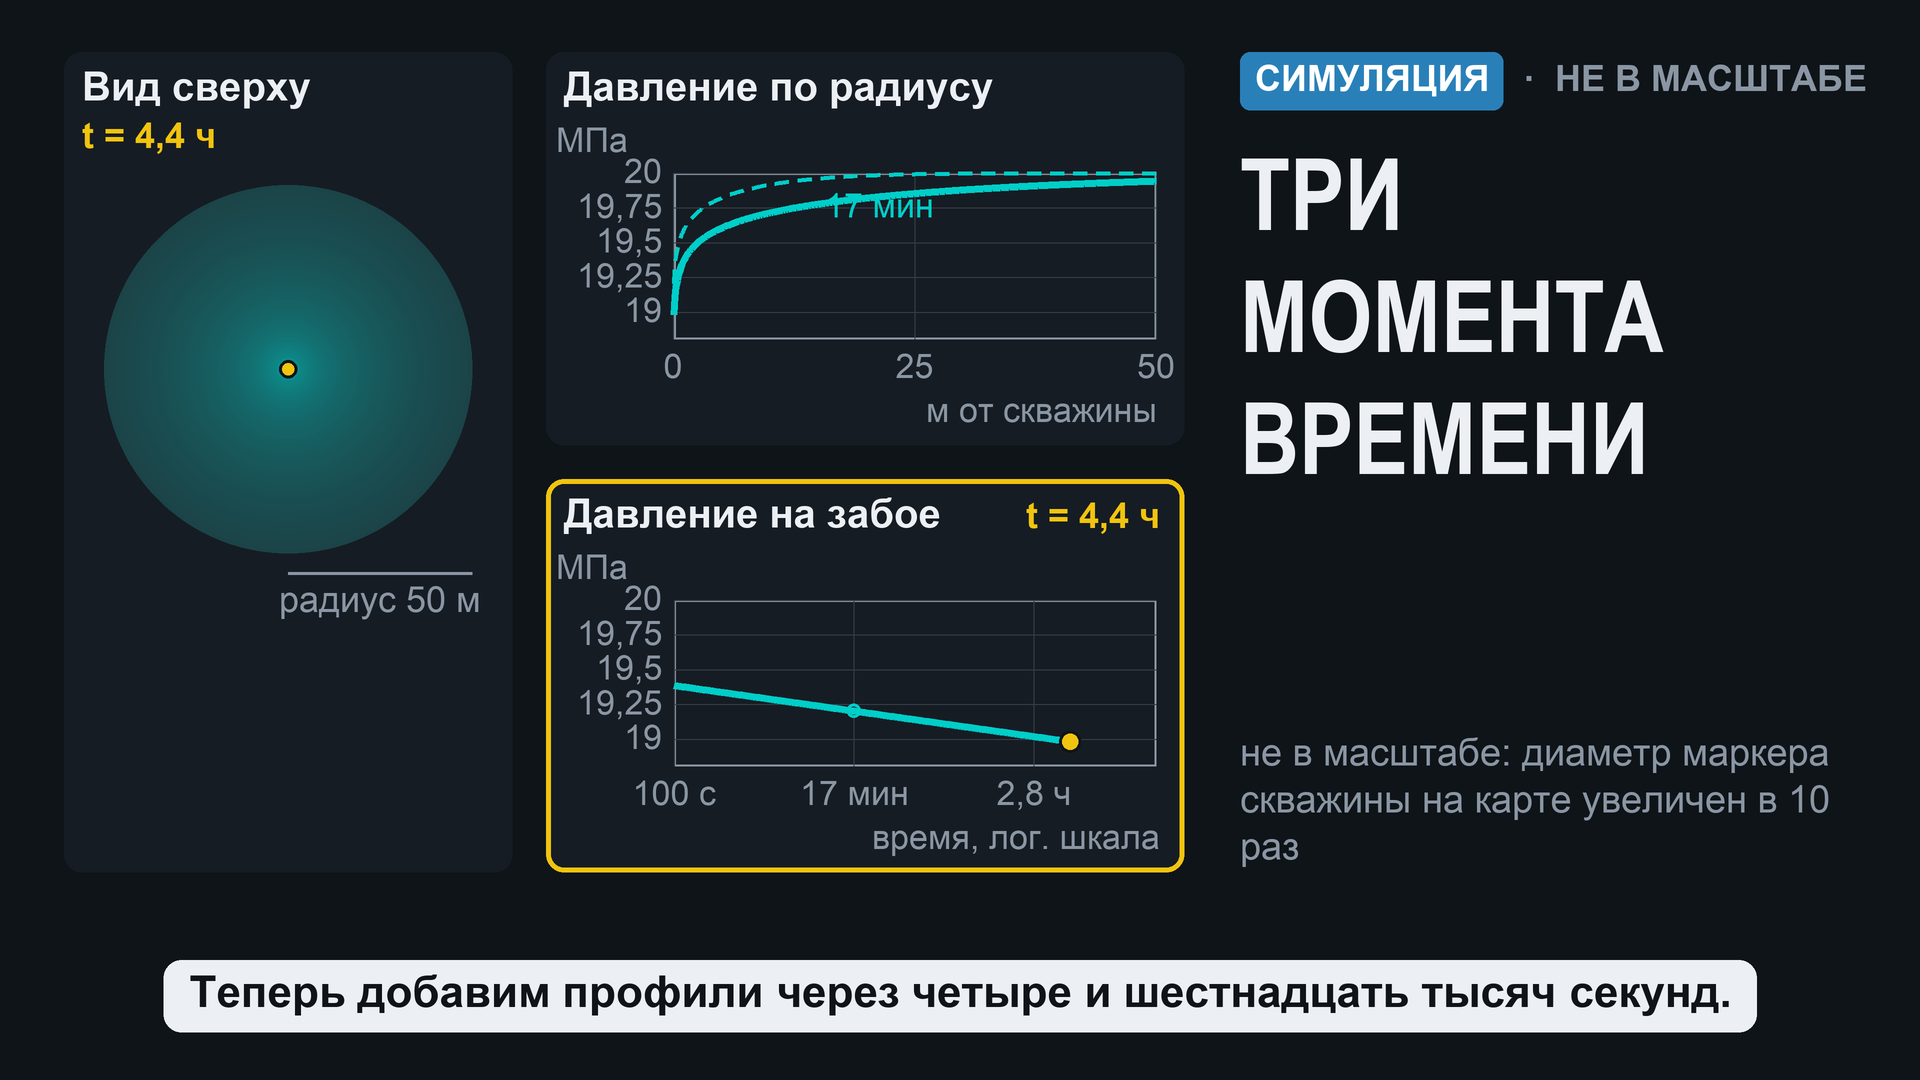 Вид сверху
t = 4,4 ч
радиус 50 м
Давление по радиусу
МПа
20
19,75
19,5
19,25
19
17 мин
0
25
50
м от скважины
Давление на забое
t = 4,4 ч
МПа
20
19,75
19,5
19,25
19
100 с
17 мин
2,8 ч
время, лог. шкала
СИМУЛЯЦИЯ · НЕ В МАСШТАБЕ
ТРИ
МОМЕНТА
ВРЕМЕНИ
не в масштабе: диаметр маркера
скважины на карте увеличен в 10
раз
Теперь добавим профили через четыре и шестнадцать тысяч секунд.